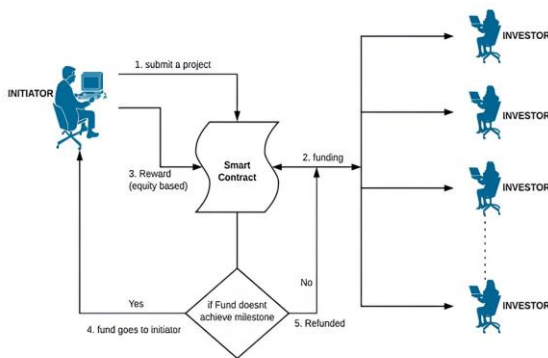 INITIATOR
1. submit a project
3. Reward
(equity based)
Smart
Contract
2. funding
INVESTOR
INVESTOR
INVESTOR
INVESTOR
Yes
4. fund goes to initiator
if Fund doesnt
achieve milestone
No
5. Refunded